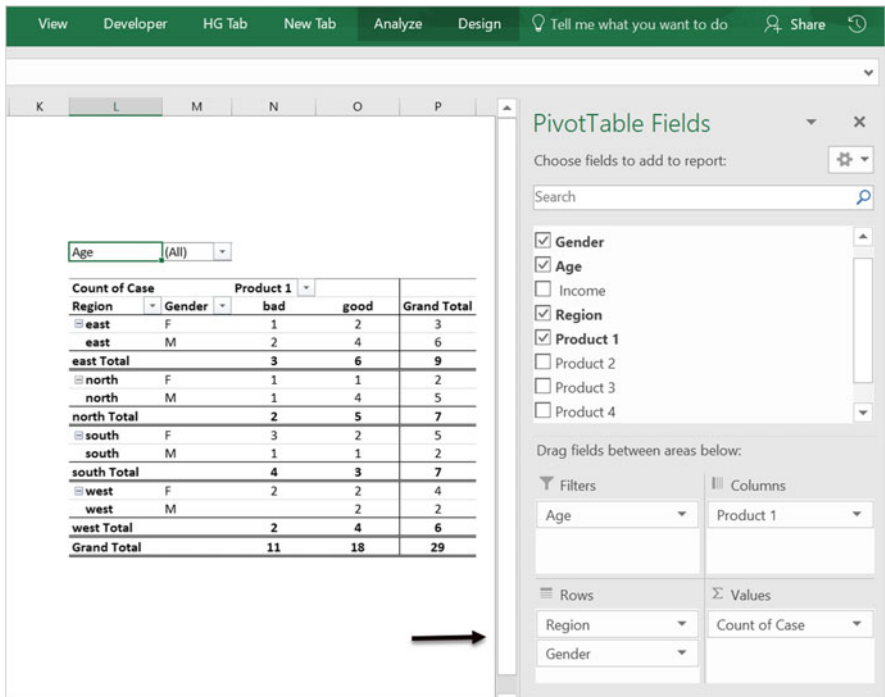 View Developer HG Tab New Tab Analyze Design Tell me what you want to do Share
K L M N O P
PivotTable Fields
Choose fields to add to report:
Search
Age (All)
Count of Case Product 1
Region Gender bad good Grand Total
east F 1 2 3
east M 2 4 6
east Total 3 6 9
north F 1 1 2
north M 1 4 5
north Total 2 5 7
south F 3 2 5
south M 1 1 2
south Total 4 3 7
west F 2 2 4
west M 2 2
west Total 2 4 6
Grand Total 11 18 29
Gender
Age
Income
Region
Product 1
Product 2
Product 3
Product 4
Drag fields between areas below:
Filters Columns
Age Product 1
Rows Σ Values
Region Count of Case
Gender